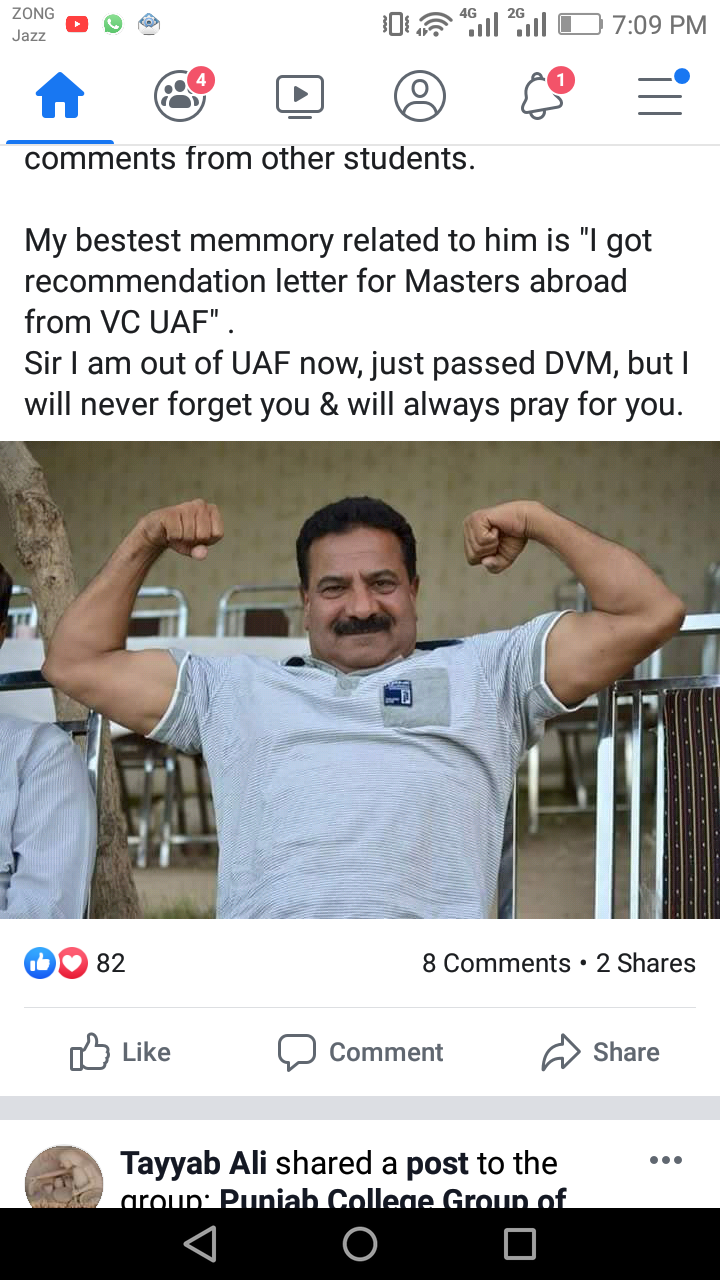 ZONG
Jazz
4G
2G
7:09 PM
4
1
comments from other students.
My bestest memmory related to him is "I got
recommendation letter for Masters abroad
from VC UAF" .
Sir I am out of UAF now, just passed DVM, but I
will never forget you & will always pray for you.
82
8 Comments • 2 Shares
Like
Comment
Share
Tayyab Ali shared a post to the
group: Punjab College Group of